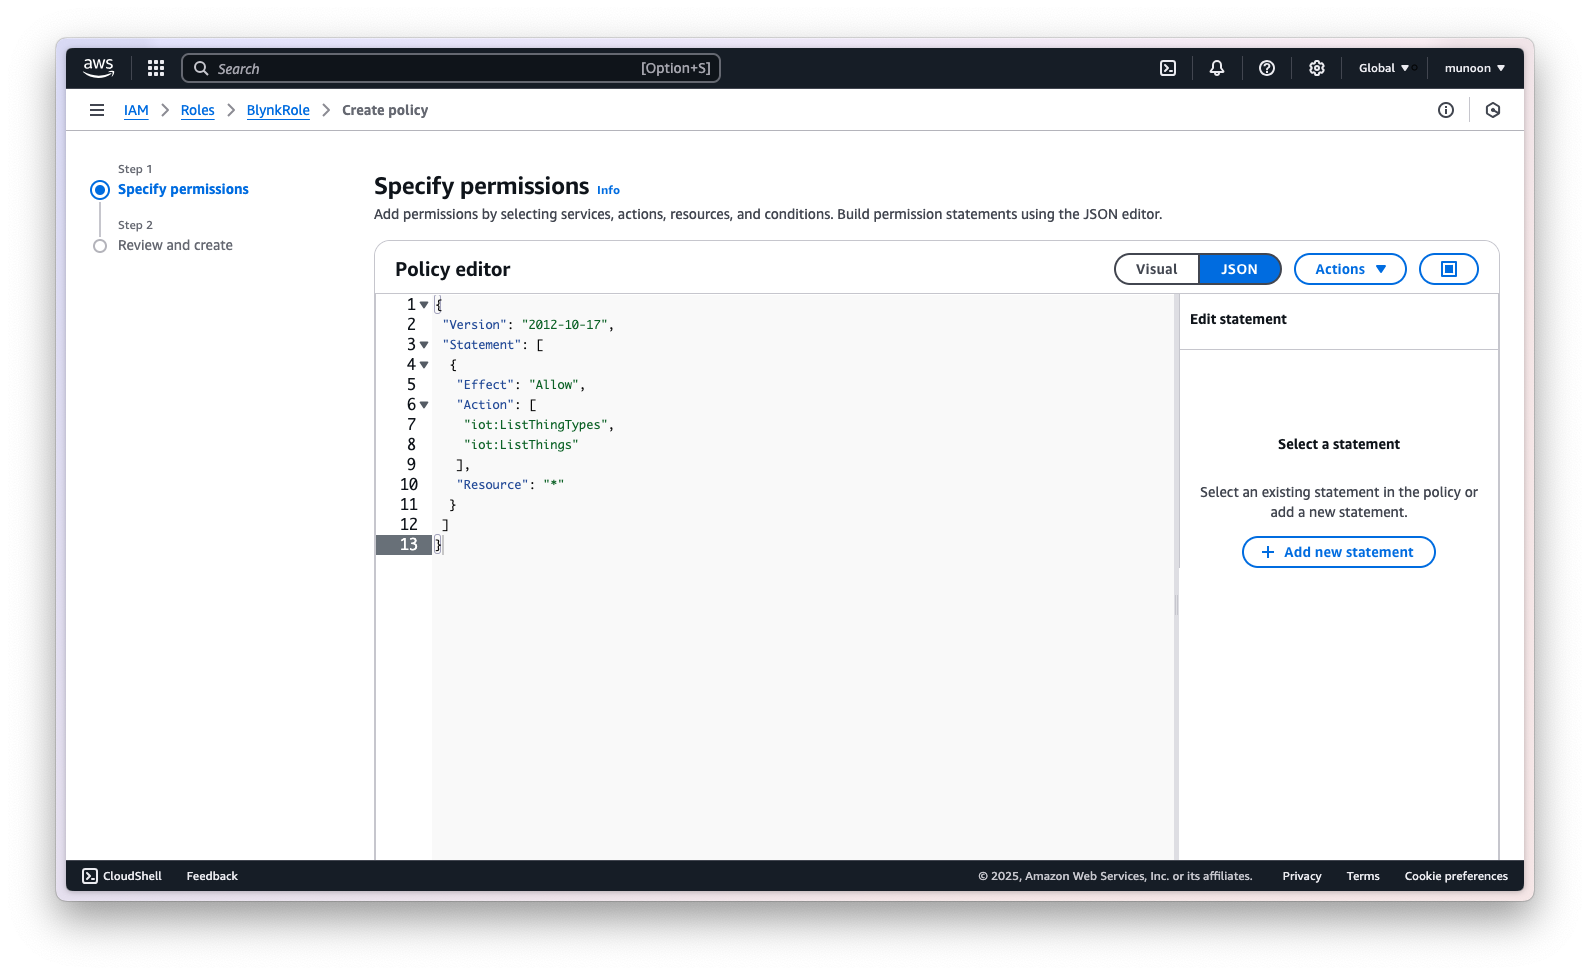 aws
Search [Option+S]
Global
munoon
IAM > Roles > BlynkRole > Create policy
Step 1
Specify permissions
Step 2
Review and create
Specify permissions Info
Add permissions by selecting services, actions, resources, and conditions. Build permission statements using the JSON editor.
Policy editor
Visual JSON Actions
1 {
2 "Version": "2012-10-17",
3 "Statement": [
4 {
5 "Effect": "Allow",
6 "Action": [
7 "iot:ListThingTypes",
8 "iot:ListThings"
9 ],
10 "Resource": "*"
11 }
12 ]
13 }
Edit statement
Select a statement
Select an existing statement in the policy or
add a new statement.
+ Add new statement
CloudShell Feedback
© 2025, Amazon Web Services, Inc. or its affiliates. Privacy Terms Cookie preferences